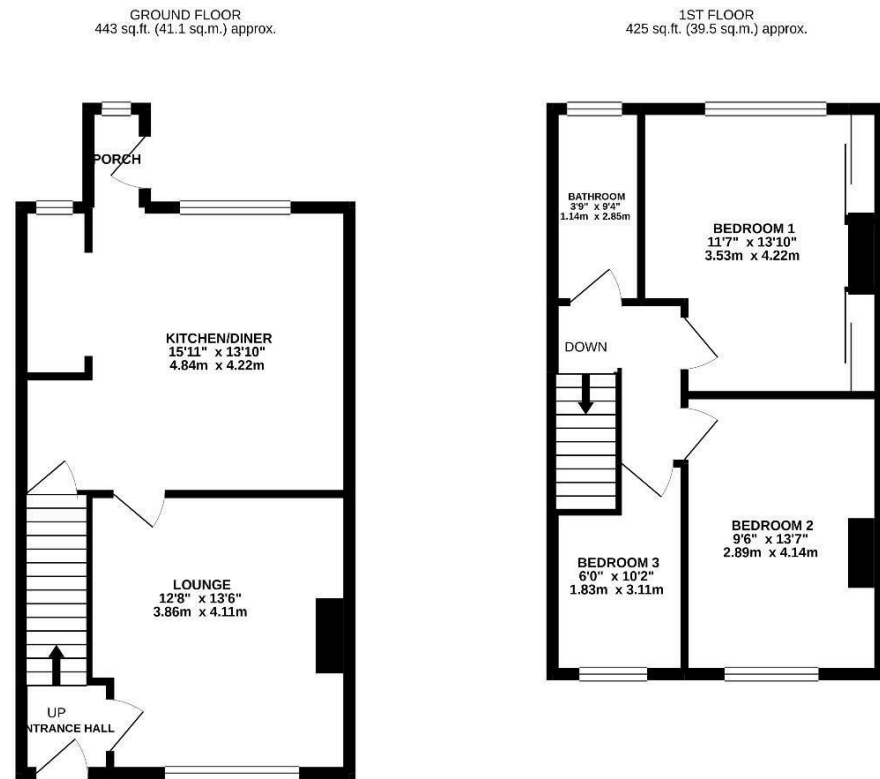 GROUND FLOOR
443 sq.ft. (41.1 sq.m.) approx.
PORCH
KITCHEN/DINER
15'11" x 13'10"
4.84m x 4.22m
LOUNGE
12'8" x 13'6"
3.86m x 4.11m
UP
NTRANCE HALL
1ST FLOOR
425 sq.ft. (39.5 sq.m.) approx.
BATHROOM
3'9" x 9'4"
1.14m x 2.85m
BEDROOM 1
11'7" x 13'10"
3.53m x 4.22m
DOWN
BEDROOM 2
9'6" x 13'7"
2.89m x 4.14m
BEDROOM 3
6'0" x 10'2"
1.83m x 3.11m